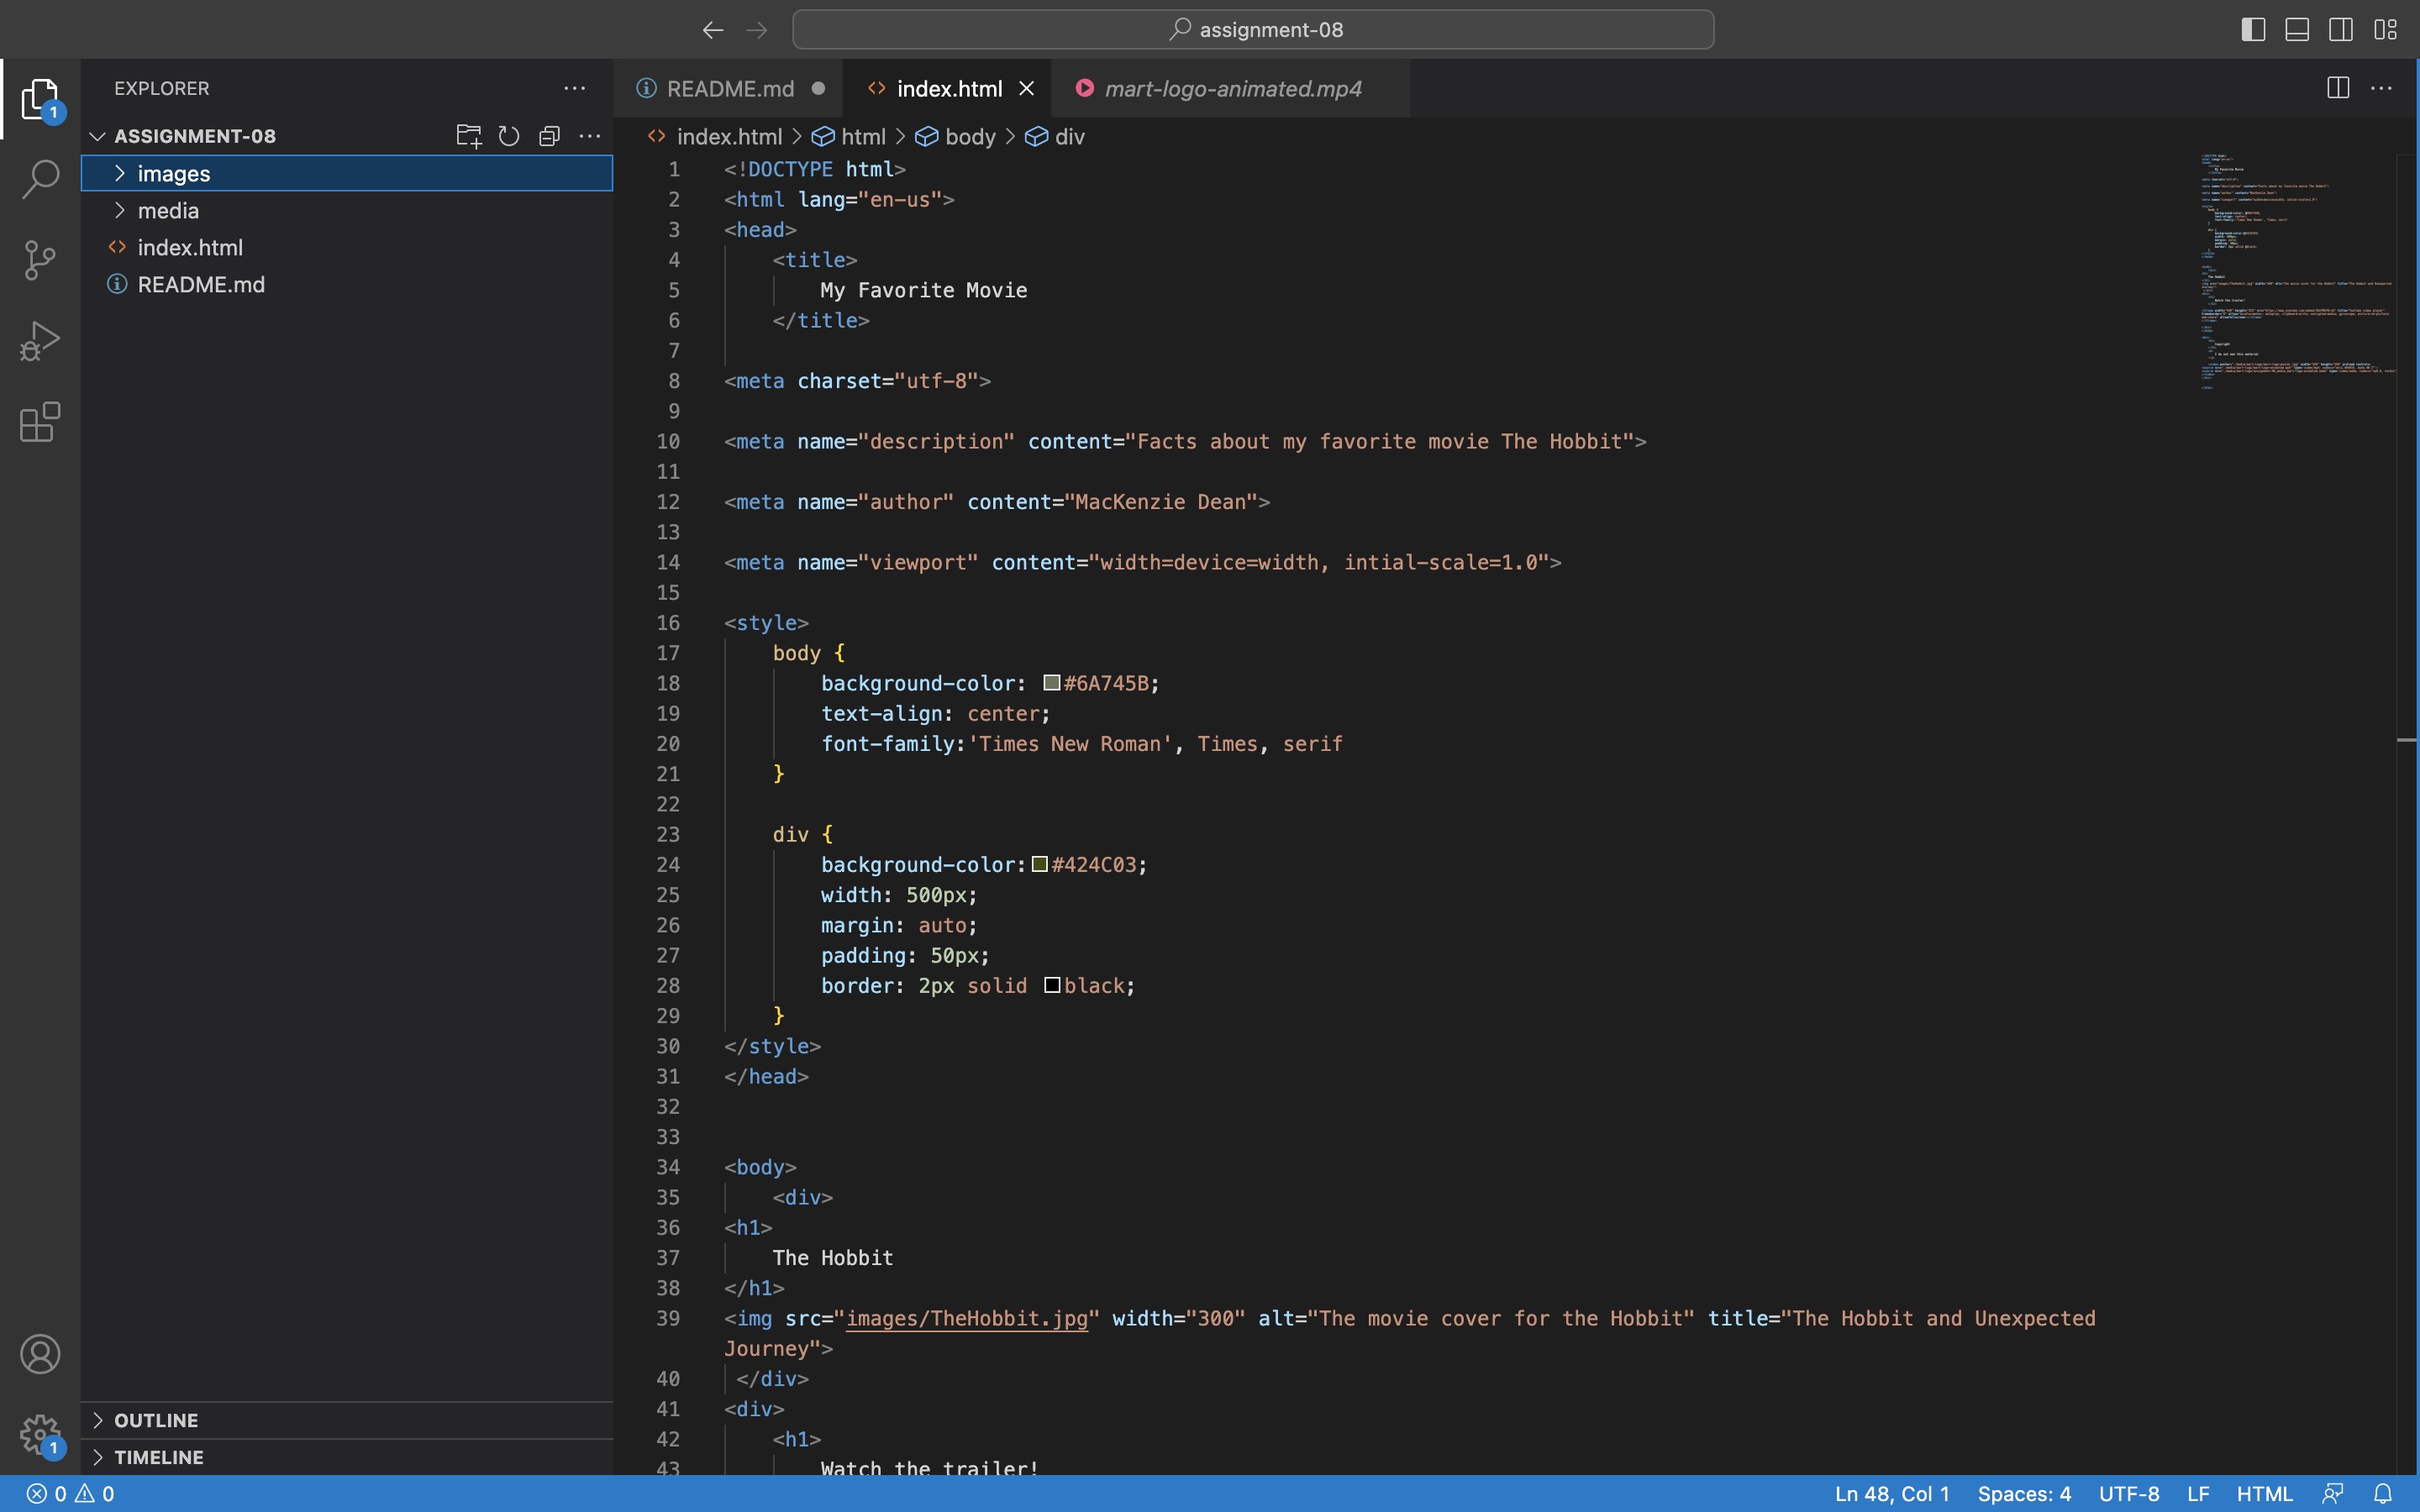 assignment-08
EXPLORER
README.md
index.html
mart-logo-animated.mp4
ASSIGNMENT-08
images
media
index.html
README.md
index.html > html > body > div
1 <!DOCTYPE html>
2 <html lang="en-us">
3 <head>
4 <title>
5 My Favorite Movie
6 </title>
7
8 <meta charset="utf-8">
9
10 <meta name="description" content="Facts about my favorite movie The Hobbit">
11
12 <meta name="author" content="MacKenzie Dean">
13
14 <meta name="viewport" content="width=device=width, intial-scale=1.0">
15
16 <style>
17 body {
18 background-color: #6A745B;
19 text-align: center;
20 font-family:'Times New Roman', Times, serif
21 }
22
23 div {
24 background-color:#424C03;
25 width: 500px;
26 margin: auto;
27 padding: 50px;
28 border: 2px solid black;
29 }
30 </style>
31 </head>
32
33
34 <body>
35 <div>
36 <h1>
37 The Hobbit
38 </h1>
39 <img src="images/TheHobbit.jpg" width="300" alt="The movie cover for the Hobbit" title="The Hobbit and Unexpected
Journey">
40 </div>
41 <div>
42 <h1>
43 Watch the trailer!
OUTLINE
TIMELINE
1
1
0 0
Ln 48, Col 1 Spaces: 4 UTF-8 LF HTML